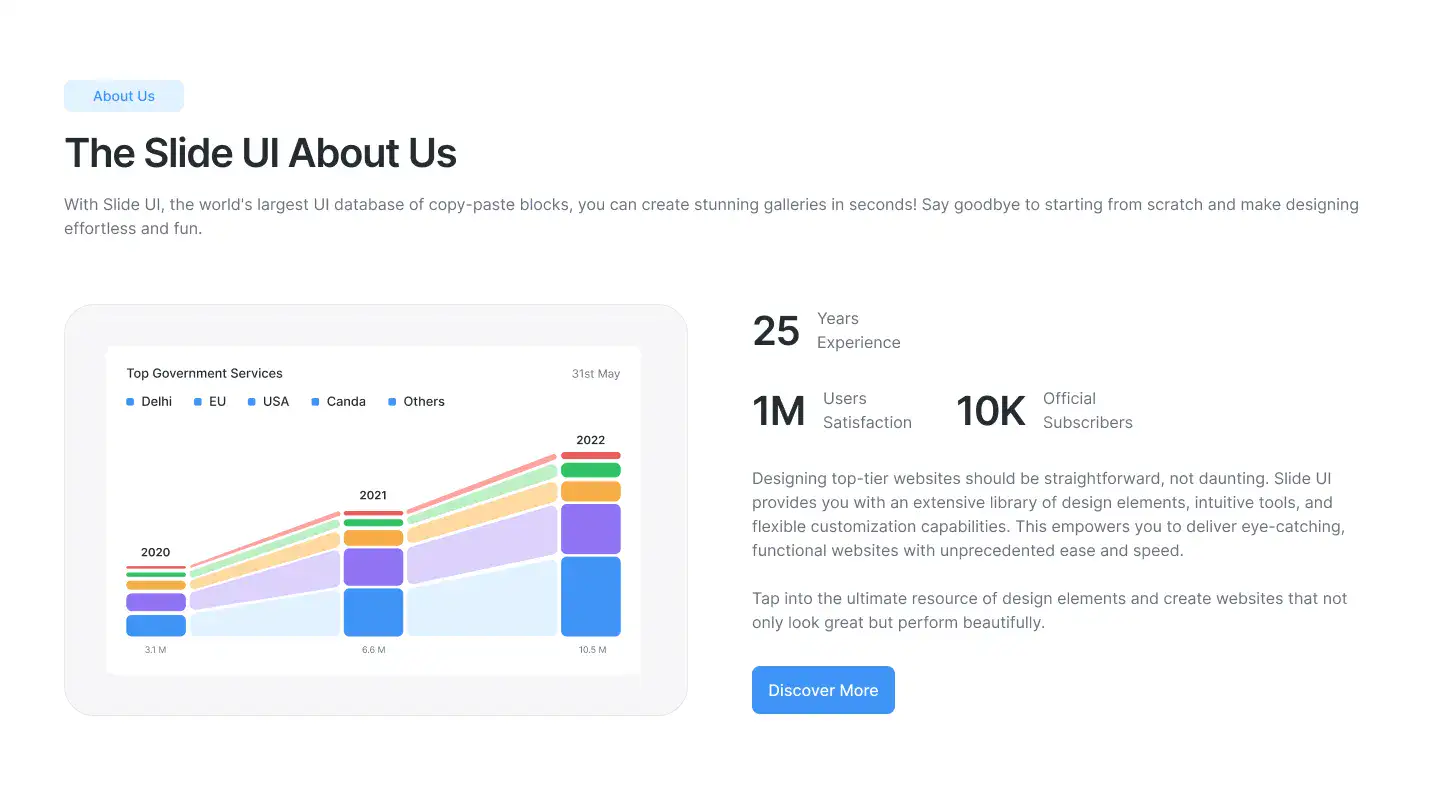 About Us
The Slide UI About Us
With Slide UI, the world's largest UI database of copy-paste blocks, you can create stunning galleries in seconds! Say goodbye to starting from scratch and make designing
effortless and fun.
Top Government Services
31st May
Delhi EU USA Canda Others
2020
2021
2022
3.1 M
6.6 M
10.5 M
25 Years
Experience
1M Users
Satisfaction
10K Official
Subscribers
Designing top-tier websites should be straightforward, not daunting. Slide UI
provides you with an extensive library of design elements, intuitive tools, and
flexible customization capabilities. This empowers you to deliver eye-catching,
functional websites with unprecedented ease and speed.
Tap into the ultimate resource of design elements and create websites that not
only look great but perform beautifully.
Discover More